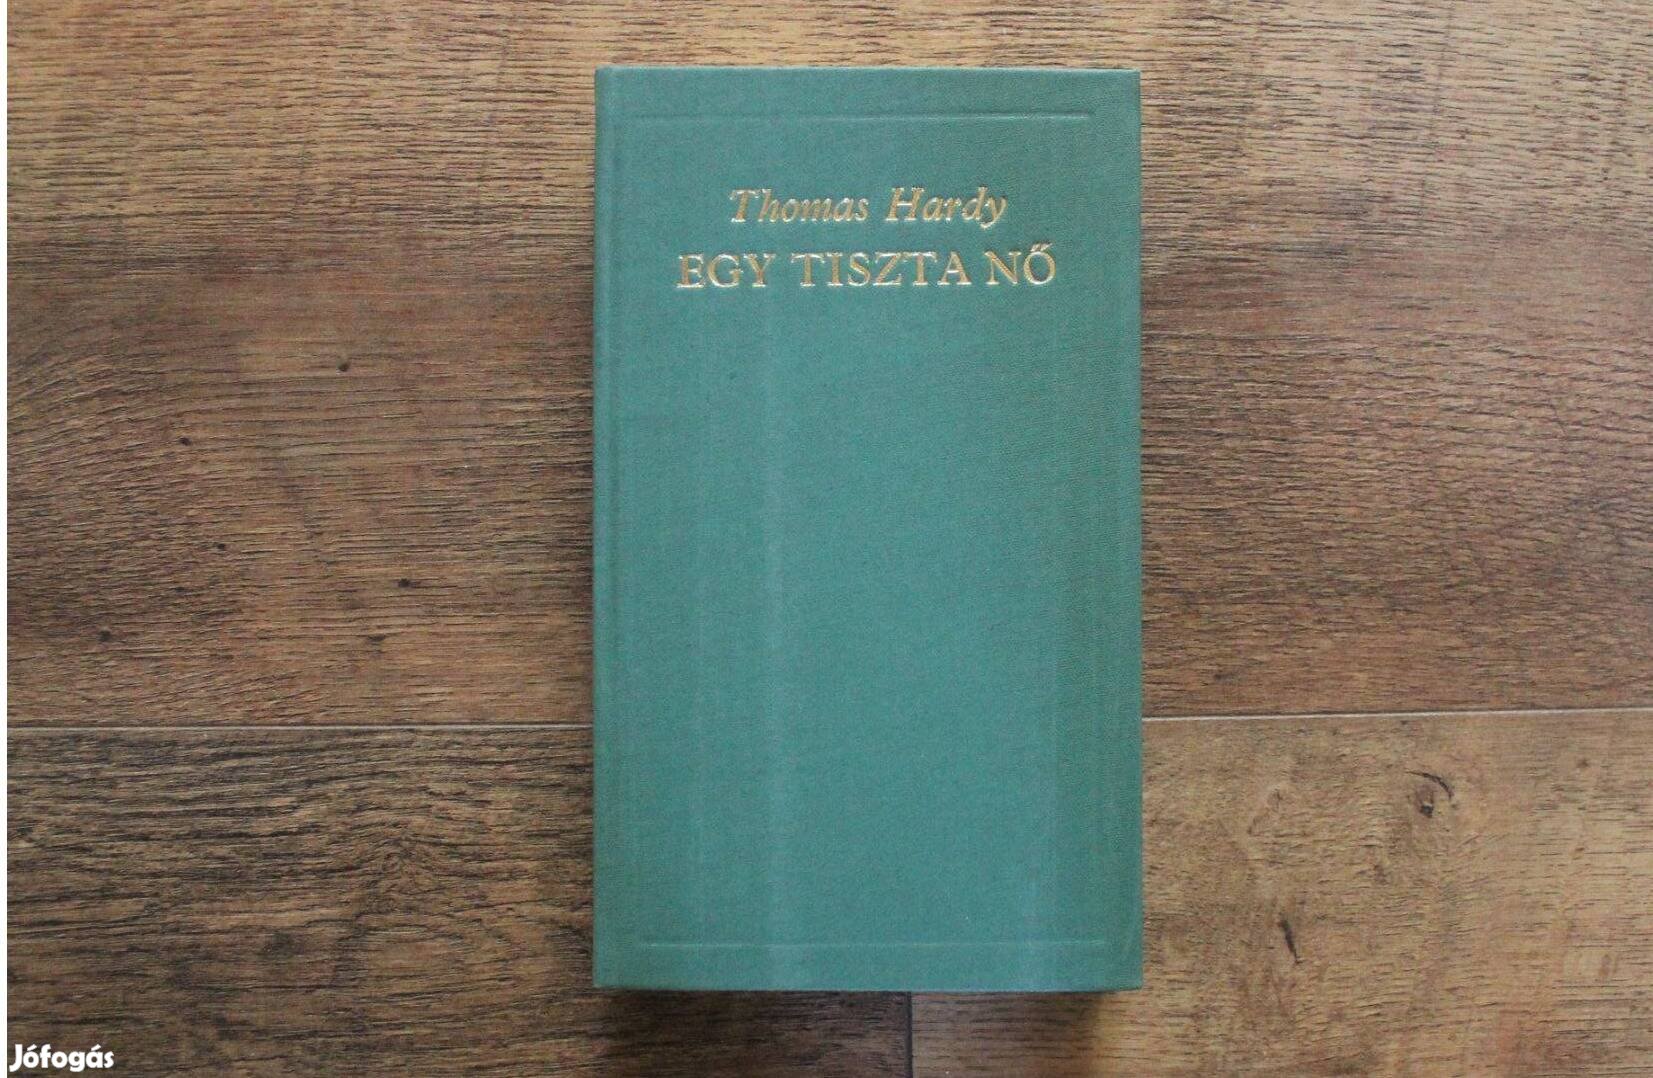 Thomas Hardy
EGY TISZTA NŐ
Jófogás